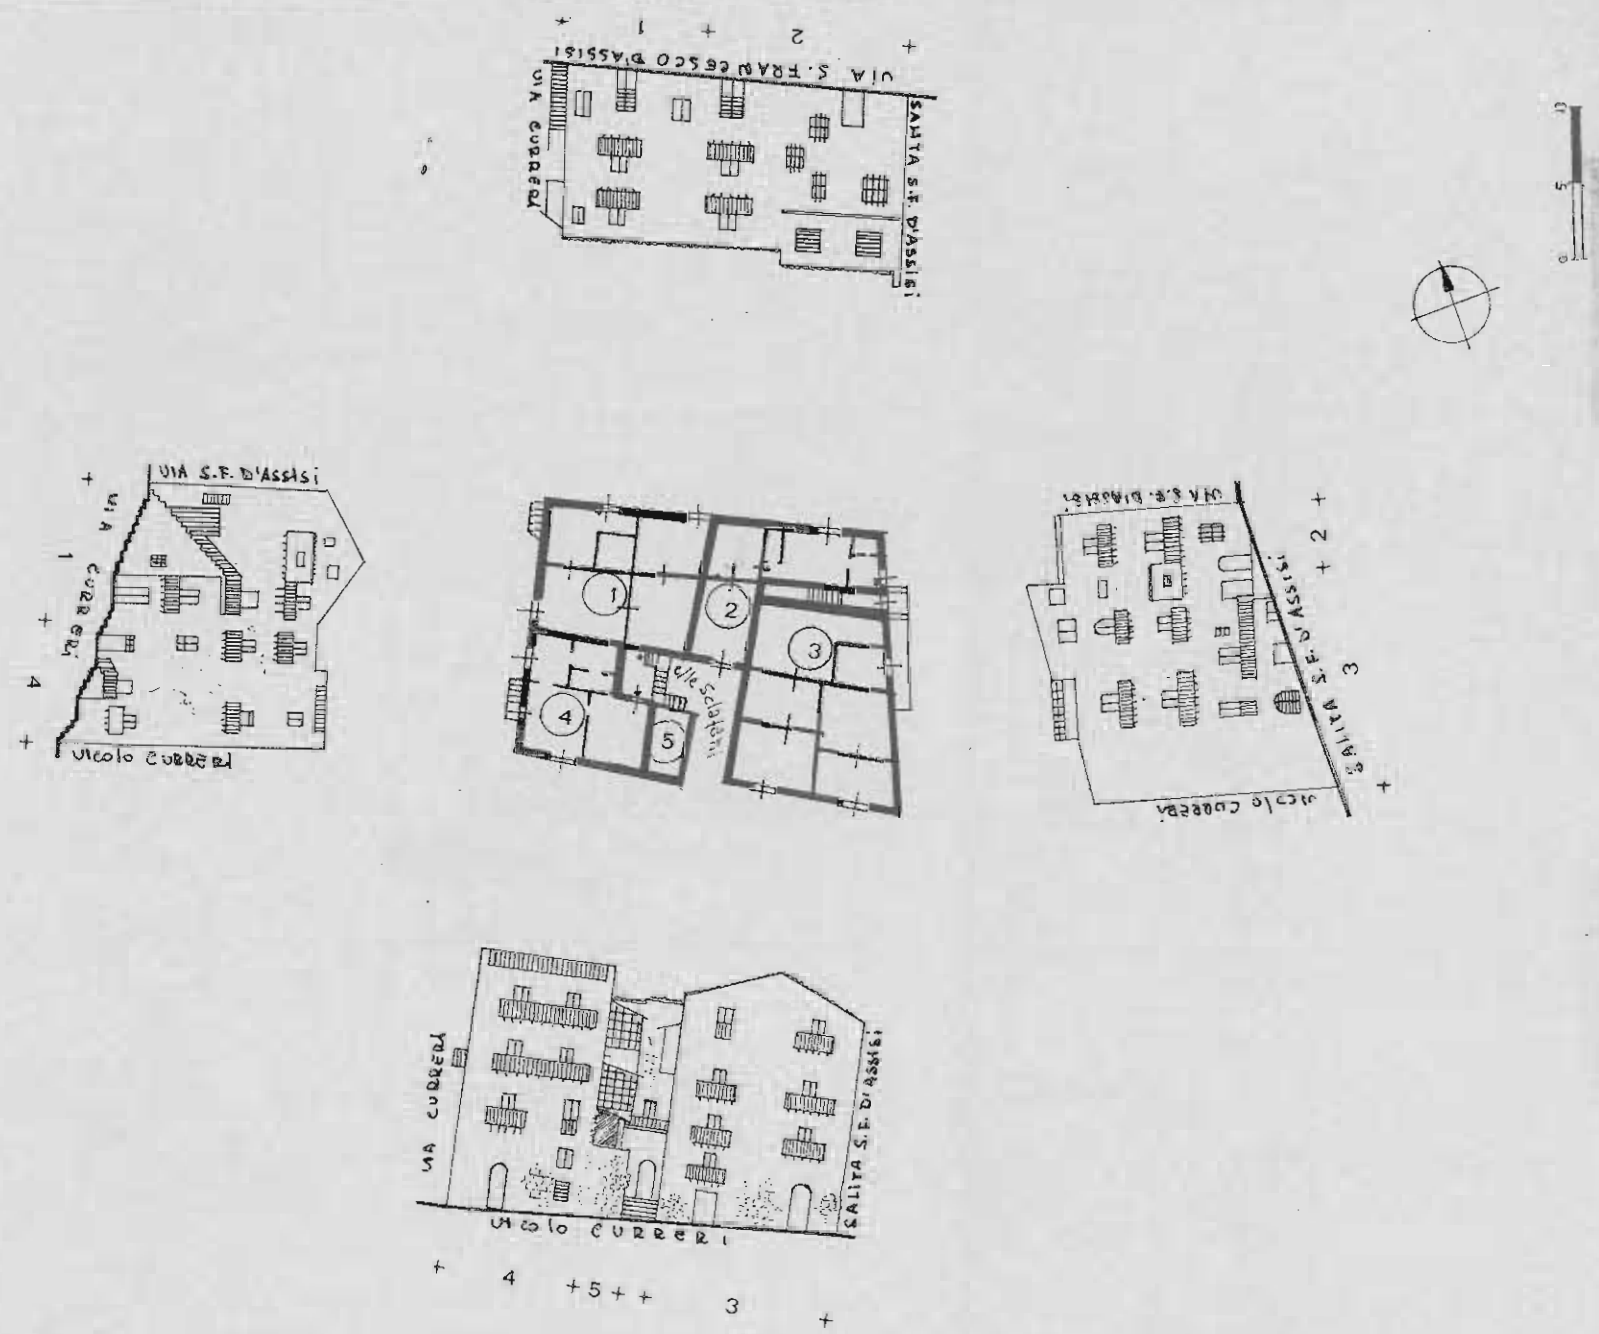 1 2
VIA S. FRANCESCO D'ASSISI
VIA CURRERI
SAMTA S.F. D'ASSISI
10
5
0
VIA S.F. D'ASSISI
VIA CURRERI
1
4
VICOLO CURRERI
1
2
3
4
5
c/le Sclafani
VIA S.F. D'ASSISI
SALITA S.F. D'ASSISI
2
3
VICOLO CURRERI
VIA CURRERI
SALITA S.F. D'ASSISI
VICOLO CURRERI
4 5 3